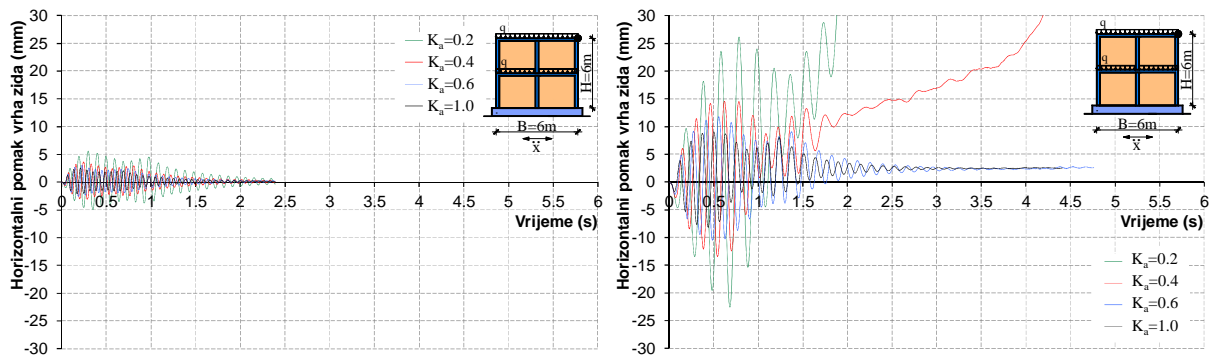 Horizontalni pomak vrha zida (mm)
30
25
20
15
10
5
0
-5
-10
-15
-20
-25
-30
0 0.5 1 1.5 2 2.5 3 3.5 4 4.5 5 5.5 6
Vrijeme (s)
Ka=0.2
Ka=0.4
Ka=0.6
Ka=1.0
q
q
H=6m
B=6m
x
Horizontalni pomak vrha zida (mm)
30
25
20
15
10
5
0
-5
-10
-15
-20
-25
-30
0 0.5 1 1.5 2 2.5 3 3.5 4 4.5 5 5.5 6
Vrijeme (s)
q
q
H=6m
B=6m
x
Ka=0.2
Ka=0.4
Ka=0.6
Ka=1.0